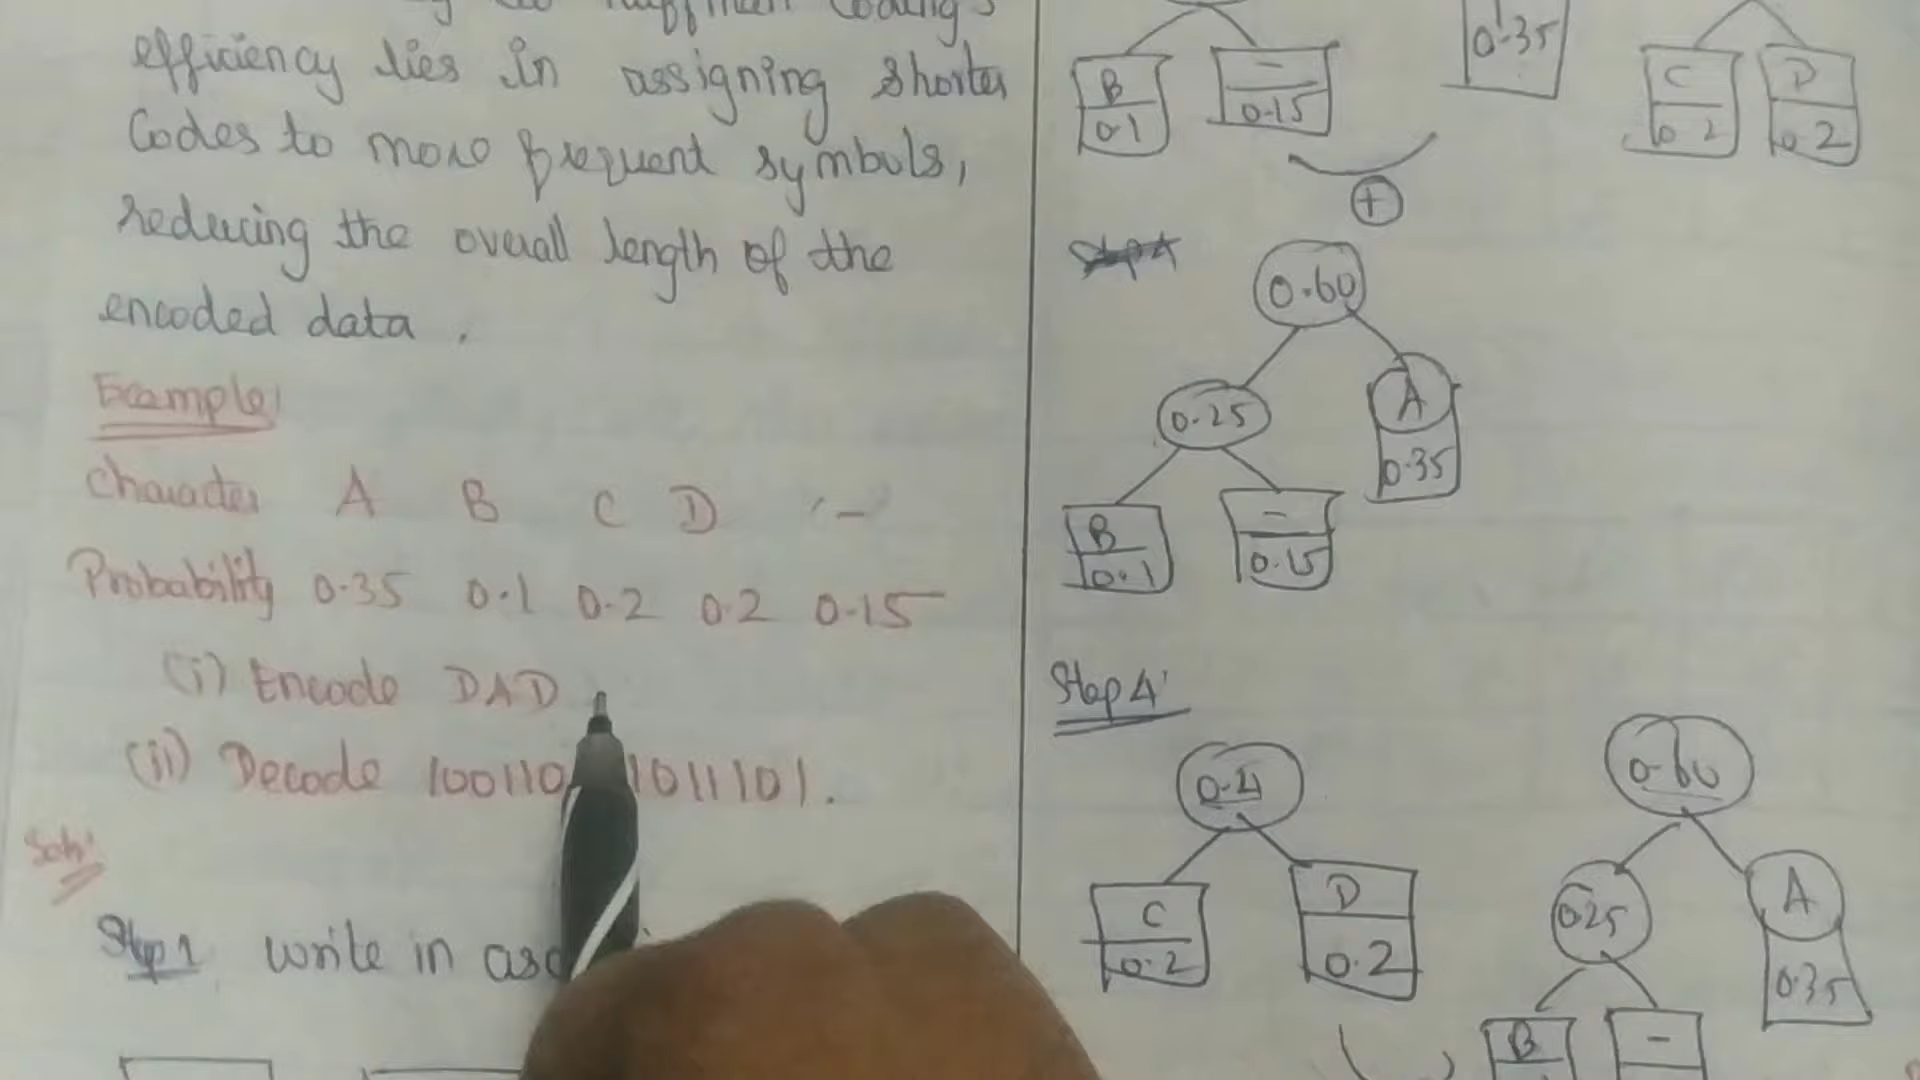 Coding's
efficiency lies in assigning shorter
Codes to more frequent symbols,
reducing the overall length of the
encoded data.
Example:
Character A B C D -
Probability 0.35 0.1 0.2 0.2 0.15
(i) Encode DAD
(ii) Decode 100110 1011101.
Soln:
Step 1 write in
B
0.1
-
0.15
0.35
C
0.2
D
0.2
+
0.60
0.25
A
0.35
B
0.1
-
0.15
Step 4:
0.4
C
0.2
D
0.2
0.60
0.25
A
0.35
B
-